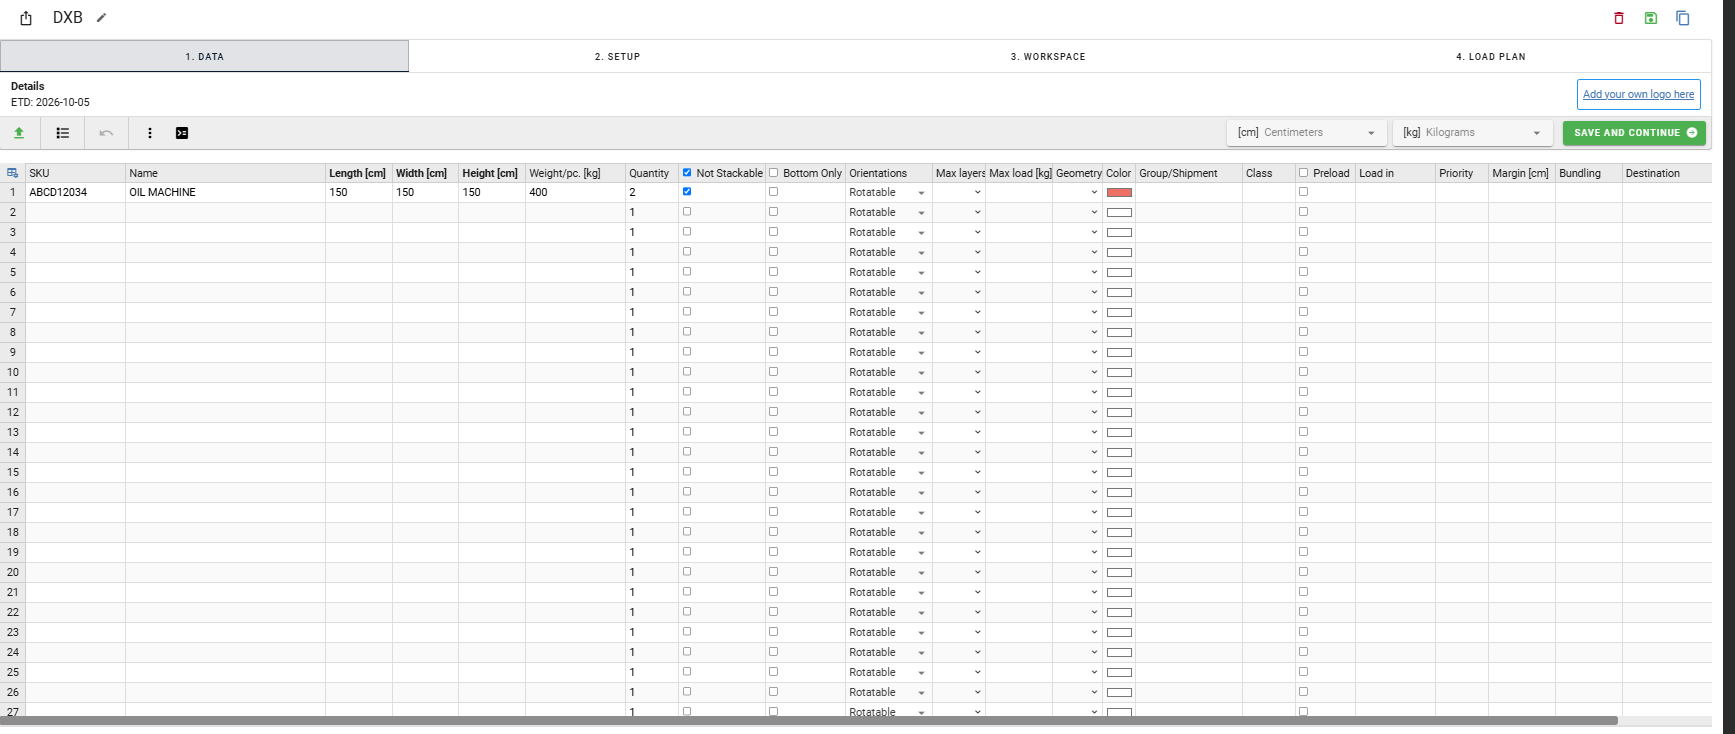 DXB
1. DATA 2. SETUP 3. WORKSPACE 4. LOAD PLAN
Details
ETD: 2026-10-05
Add your own logo here
[cm] Centimeters [kg] Kilograms SAVE AND CONTINUE
SKU Name Length [cm] Width [cm] Height [cm] Weight/pc. [kg] Quantity Not Stackable Bottom Only Orientations Max layers Max load [kg] Geometry Color Group/Shipment Class Preload Load in Priority Margin [cm] Bundling Destination
1 ABCD12034 OIL MACHINE 150 150 150 400 2 Rotatable
2 1 Rotatable
3 1 Rotatable
4 1 Rotatable
5 1 Rotatable
6 1 Rotatable
7 1 Rotatable
8 1 Rotatable
9 1 Rotatable
10 1 Rotatable
11 1 Rotatable
12 1 Rotatable
13 1 Rotatable
14 1 Rotatable
15 1 Rotatable
16 1 Rotatable
17 1 Rotatable
18 1 Rotatable
19 1 Rotatable
20 1 Rotatable
21 1 Rotatable
22 1 Rotatable
23 1 Rotatable
24 1 Rotatable
25 1 Rotatable
26 1 Rotatable
27 1 Rotatable